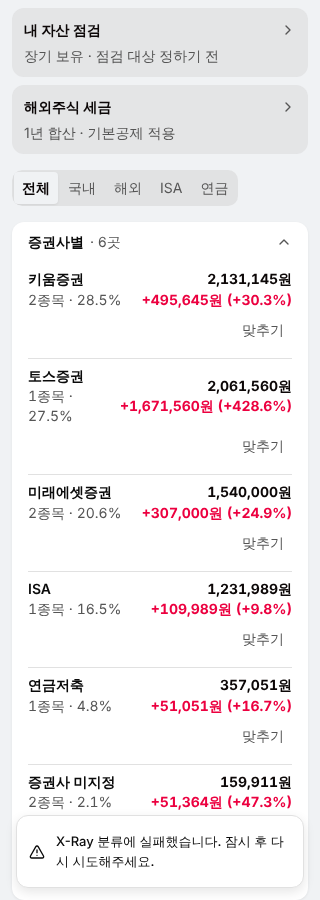 내 자산 점검
장기 보유 · 점검 대상 정하기 전
해외주식 세금
1년 합산 · 기본공제 적용
전체 국내 해외 ISA 연금
증권사별 · 6곳
키움증권 2,131,145원
2종목 · 28.5% +495,645원 (+30.3%)
맞추기
토스증권 2,061,560원
1종목 · +1,671,560원 (+428.6%)
27.5%
맞추기
미래에셋증권 1,540,000원
2종목 · 20.6% +307,000원 (+24.9%)
맞추기
ISA 1,231,989원
1종목 · 16.5% +109,989원 (+9.8%)
맞추기
연금저축 357,051원
1종목 · 4.8% +51,051원 (+16.7%)
맞추기
증권사 미지정 159,911원
2종목 · 2.1% +51,364원 (+47.3%)
X-Ray 분류에 실패했습니다. 잠시 후 다
시 시도해주세요.